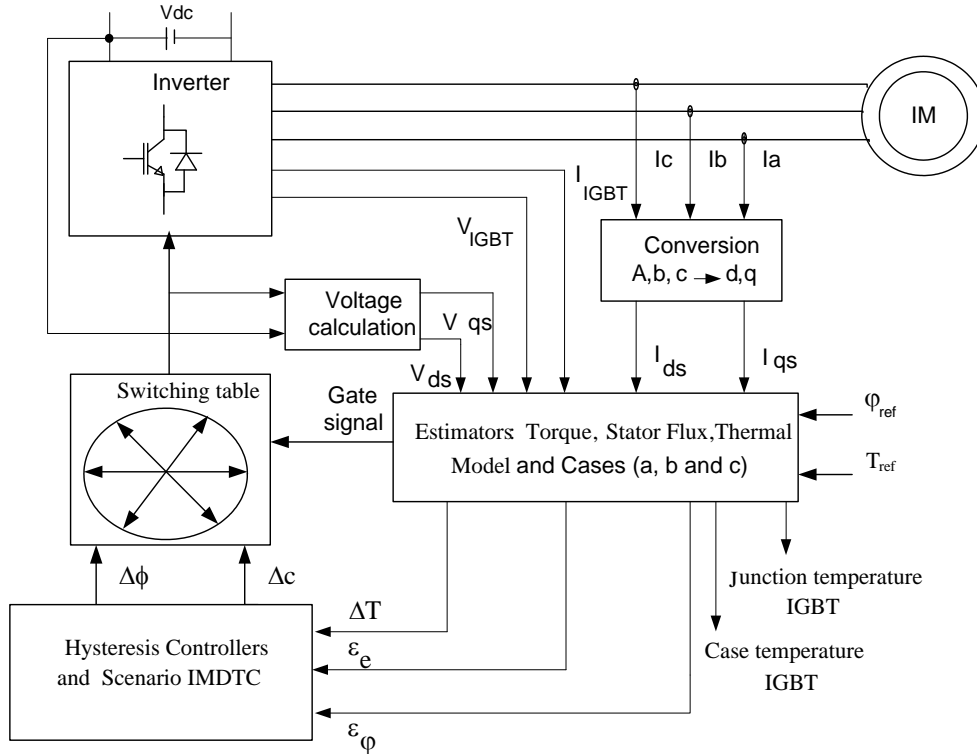 Vdc
Inverter
IM
I IGBT
Ic
Ib
Ia
V IGBT
Conversion
A,b, c → d,q
Voltage
calculation
V qs
V ds
I ds
I qs
Switching table
Gate
signal
Estimators: Torque, Stator Flux,Thermal
Model and Cases (a, b and c)
φref
Tref
Δϕ
Δc
Junction temperature
IGBT
ΔT
Hysteresis Controllers
and Scenario IMDTC
εe
Case temperature
IGBT
εφ